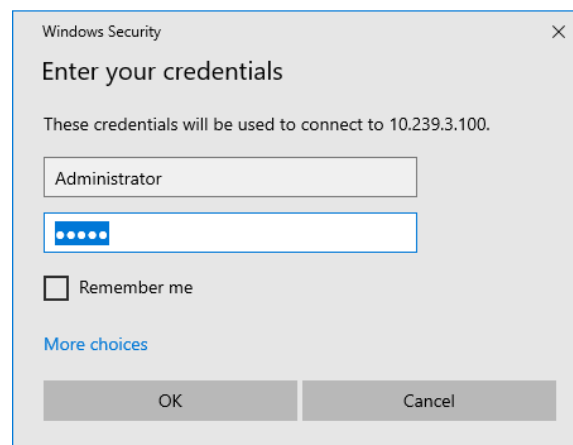 Windows Security
Enter your credentials
These credentials will be used to connect to 10.239.3.100.
Administrator
●●●●●
Remember me
More choices
OK
Cancel